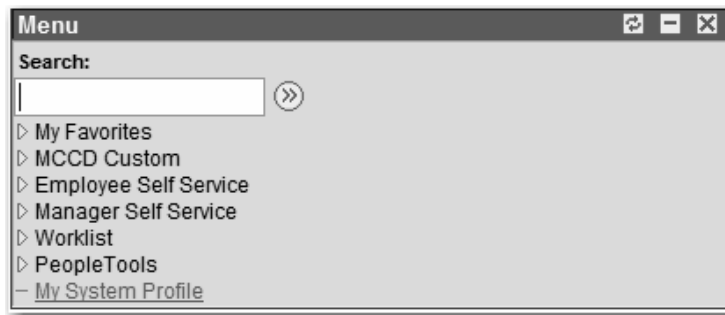 Menu
Search:
My Favorites
MCCD Custom
Employee Self Service
Manager Self Service
Worklist
PeopleTools
My System Profile